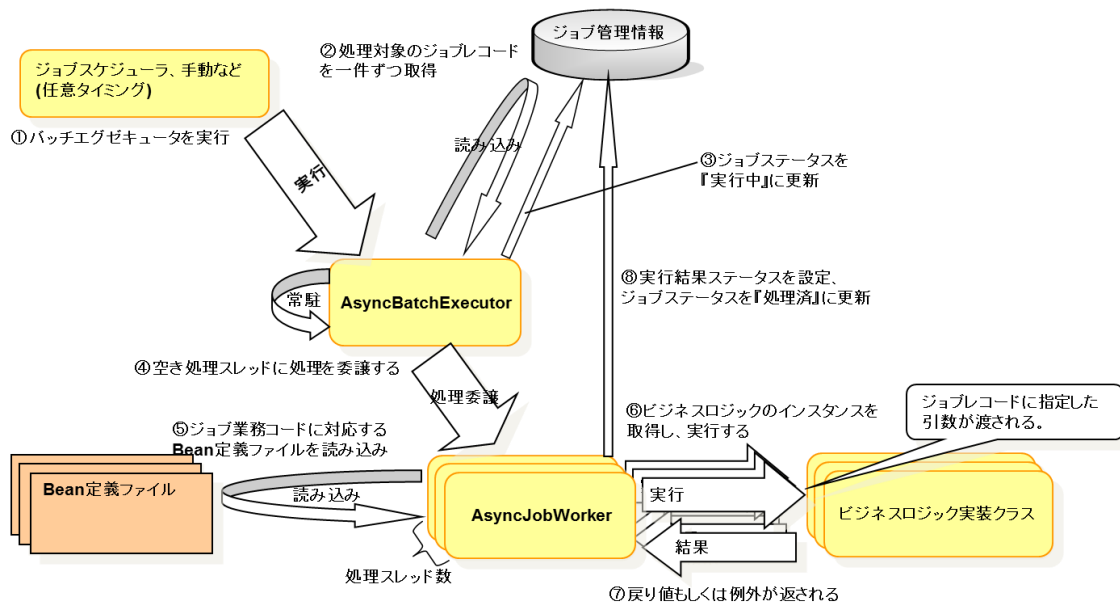 ジョブ管理情報
②処理対象のジョブレコード
を一件ずつ取得
ジョブスケジューラ、手動など
(任意タイミング)
①バッチエグゼキュータを実行
実行
読み込み
③ジョブステータスを
『実行中』に更新
常駐
AsyncBatchExecutor
⑧実行結果ステータスを設定、
ジョブステータスを『処理済』に更新
④空き処理スレッドに処理を委譲する
処理委譲
⑤ジョブ業務コードに対応する
Bean定義ファイルを読み込み
⑥ビジネスロジックのインスタンスを
取得し、実行する
ジョブレコードに指定した
引数が渡される。
Bean定義ファイル
読み込み
AsyncJobWorker
実行
ビジネスロジック実装クラス
結果
処理スレッド数
⑦戻り値もしくは例外が返される